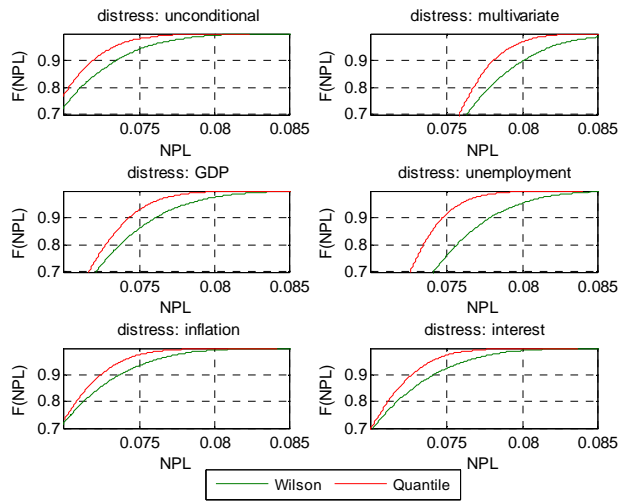 distress: unconditional
F(NPL)
0.9
0.8
0.7
0.075 0.08 0.085
NPL
distress: multivariate
F(NPL)
0.9
0.8
0.7
0.075 0.08 0.085
NPL
distress: GDP
F(NPL)
0.9
0.8
0.7
0.075 0.08 0.085
NPL
distress: unemployment
F(NPL)
0.9
0.8
0.7
0.075 0.08 0.085
NPL
distress: inflation
F(NPL)
0.9
0.8
0.7
0.075 0.08 0.085
NPL
distress: interest
F(NPL)
0.9
0.8
0.7
0.075 0.08 0.085
NPL
Wilson Quantile